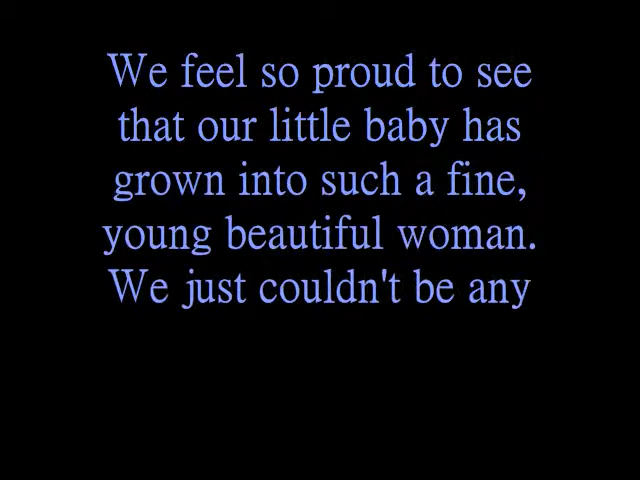 We feel so proud to see
that our little baby has
grown into such a fine,
young beautiful woman.
We just couldn't be any